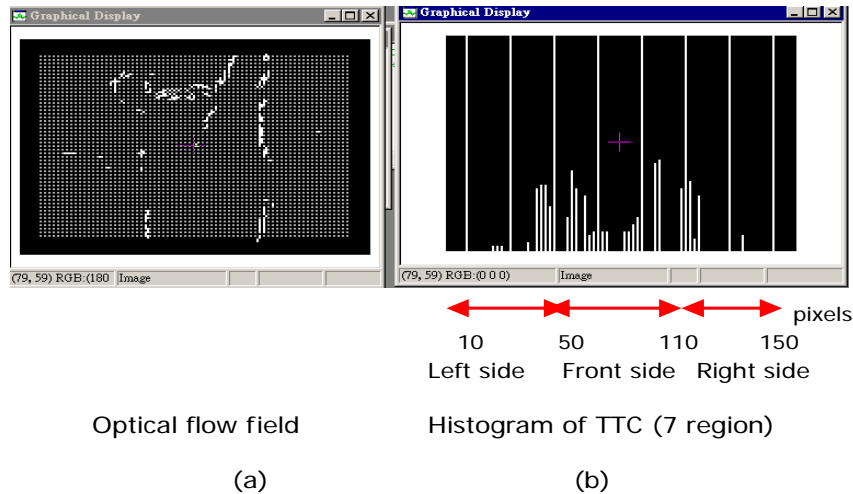 Graphical Display
Graphical Display
(79, 59) RGB:(180 Image
(79, 59) RGB:(0 0 0) Image
pixels
10 50 110 150
Left side Front side Right side
Optical flow field Histogram of TTC (7 region)
(a) (b)